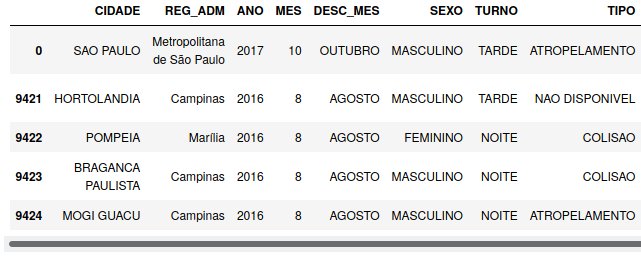 CIDADE REG_ADM ANO MES DESC_MES SEXO TURNO TIPO
0 SAO PAULO Metropolitana de São Paulo 2017 10 OUTUBRO MASCULINO TARDE ATROPELAMENTO
9421 HORTOLANDIA Campinas 2016 8 AGOSTO MASCULINO TARDE NAO DISPONIVEL
9422 POMPEIA Marília 2016 8 AGOSTO FEMININO NOITE COLISAO
9423 BRAGANCA PAULISTA Campinas 2016 8 AGOSTO MASCULINO NOITE COLISAO
9424 MOGI GUACU Campinas 2016 8 AGOSTO MASCULINO NOITE ATROPELAMENTO